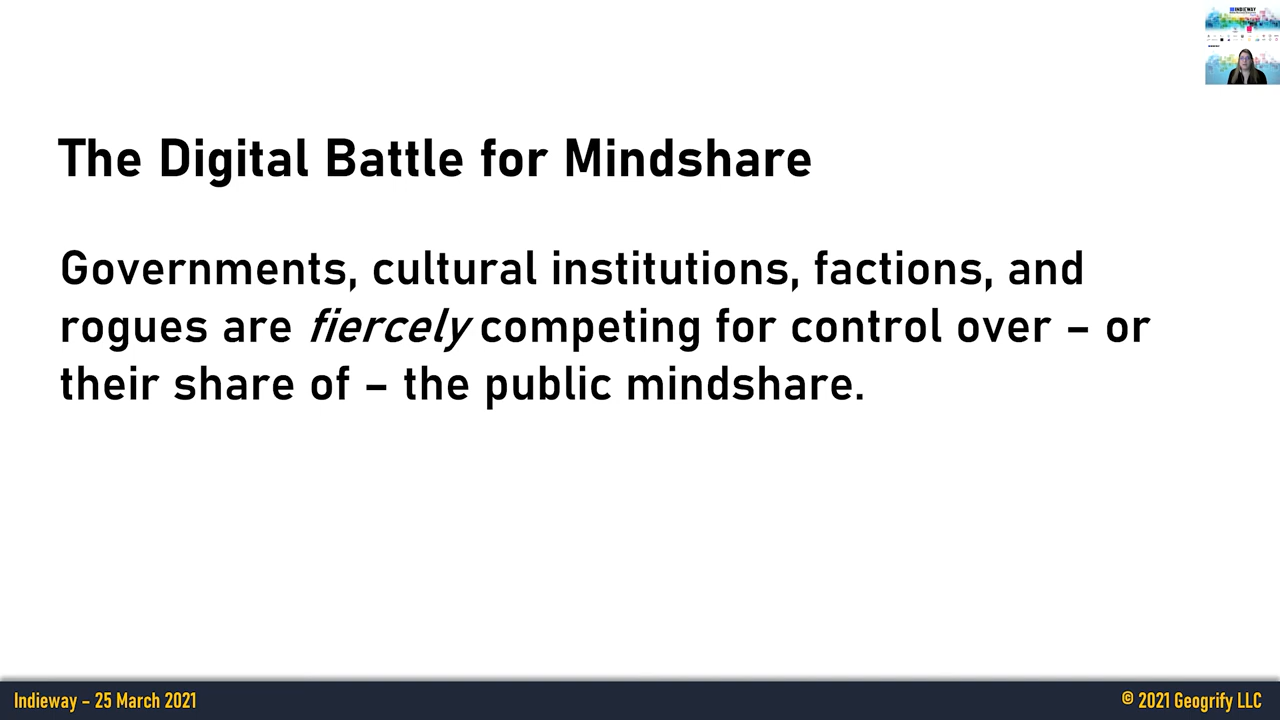 INDIEWAY
The Digital Battle for Mindshare
Governments, cultural institutions, factions, and
rogues are fiercely competing for control over – or
their share of – the public mindshare.
Indieway – 25 March 2021
© 2021 Geogrify LLC